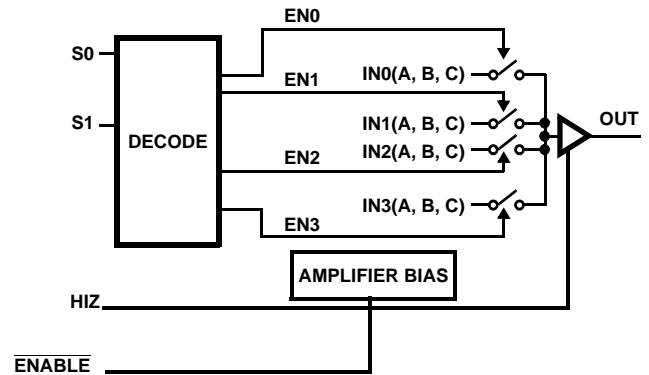 EN0
S0
IN0(A, B, C)
EN1
OUT
S1
IN1(A, B, C)
DECODE
IN2(A, B, C)
EN2
IN3(A, B, C)
EN3
AMPLIFIER BIAS
HIZ
ENABLE